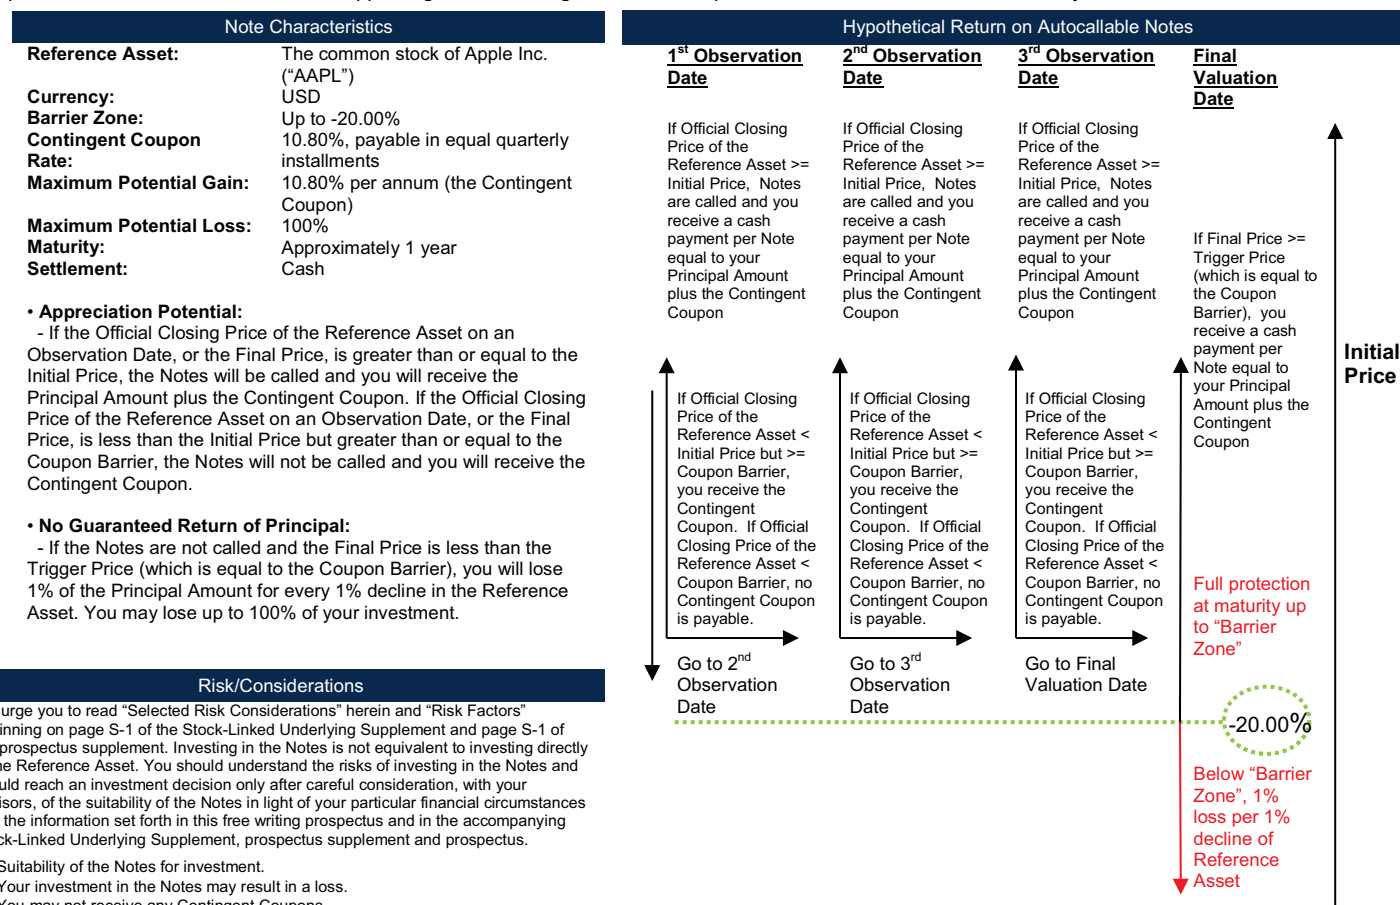 Note Characteristics
Reference Asset: The common stock of Apple Inc.
(“AAPL”)
Currency: USD
Barrier Zone: Up to -20.00%
Contingent Coupon 10.80%, payable in equal quarterly
Rate: installments
Maximum Potential Gain: 10.80% per annum (the Contingent
Coupon)
Maximum Potential Loss: 100%
Maturity: Approximately 1 year
Settlement: Cash
• Appreciation Potential:
- If the Official Closing Price of the Reference Asset on an
Observation Date, or the Final Price, is greater than or equal to the
Initial Price, the Notes will be called and you will receive the
Principal Amount plus the Contingent Coupon. If the Official Closing
Price of the Reference Asset on an Observation Date, or the Final
Price, is less than the Initial Price but greater than or equal to the
Coupon Barrier, the Notes will not be called and you will receive the
Contingent Coupon.
• No Guaranteed Return of Principal:
- If the Notes are not called and the Final Price is less than the
Trigger Price (which is equal to the Coupon Barrier), you will lose
1% of the Principal Amount for every 1% decline in the Reference
Asset. You may lose up to 100% of your investment.
Risk/Considerations
urge you to read “Selected Risk Considerations” herein and “Risk Factors”
inning on page S-1 of the Stock-Linked Underlying Supplement and page S-1 of
prospectus supplement. Investing in the Notes is not equivalent to investing directly
he Reference Asset. You should understand the risks of investing in the Notes and
uld reach an investment decision only after careful consideration, with your
isors, of the suitability of the Notes in light of your particular financial circumstances
the information set forth in this free writing prospectus and in the accompanying
ck-Linked Underlying Supplement, prospectus supplement and prospectus.
Suitability of the Notes for investment.
Your investment in the Notes may result in a loss.
You may not receive any Contingent Coupons.
Hypothetical Return on Autocallable Notes
1st Observation
Date
If Official Closing
Price of the
Reference Asset >=
Initial Price, Notes
are called and you
receive a cash
payment per Note
equal to your
Principal Amount
plus the Contingent
Coupon
If Official Closing
Price of the
Reference Asset <
Initial Price but >=
Coupon Barrier,
you receive the
Contingent
Coupon. If Official
Closing Price of the
Reference Asset <
Coupon Barrier, no
Contingent Coupon
is payable.
Go to 2nd
Observation
Date
2nd Observation
Date
If Official Closing
Price of the
Reference Asset >=
Initial Price, Notes
are called and you
receive a cash
payment per Note
equal to your
Principal Amount
plus the Contingent
Coupon
If Official Closing
Price of the
Reference Asset <
Initial Price but >=
Coupon Barrier,
you receive the
Contingent
Coupon. If Official
Closing Price of the
Reference Asset <
Coupon Barrier, no
Contingent Coupon
is payable.
Go to 3rd
Observation
Date
3rd Observation
Date
If Official Closing
Price of the
Reference Asset >=
Initial Price, Notes
are called and you
receive a cash
payment per Note
equal to your
Principal Amount
plus the Contingent
Coupon
If Official Closing
Price of the
Reference Asset <
Initial Price but >=
Coupon Barrier,
you receive the
Contingent
Coupon. If Official
Closing Price of the
Reference Asset <
Coupon Barrier, no
Contingent Coupon
is payable.
Go to Final
Valuation Date
Final
Valuation
Date
If Final Price >=
Trigger Price
(which is equal to
the Coupon
Barrier), you
receive a cash
payment per
Note equal to
your Principal
Amount plus the
Contingent
Coupon
Full protection
at maturity up
to “Barrier
Zone”
-20.00%
Below “Barrier
Zone”, 1%
loss per 1%
decline of
Reference
Asset
Initial
Price